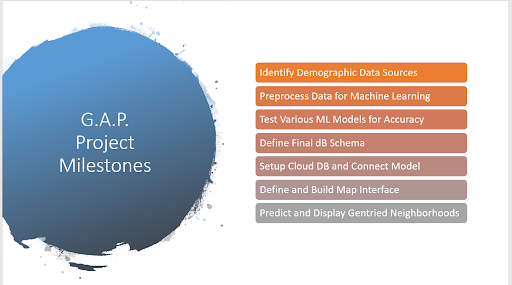 G.A.P.
Project
Milestones
Identify Demographic Data Sources
Preprocess Data for Machine Learning
Test Various ML Models for Accuracy
Define Final dB Schema
Setup Cloud DB and Connect Model
Define and Build Map Interface
Predict and Display Gentried Neighborhoods